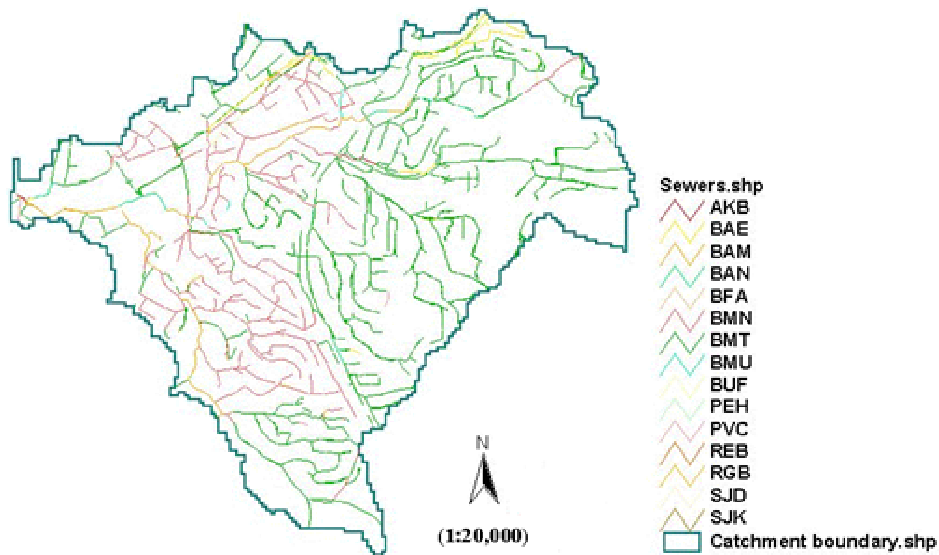 Sewers.shp
AKB
BAE
BAM
BAN
BFA
BMN
BMT
BMU
BUF
PEH
PVC
REB
RGB
SJD
SJK
Catchment boundary.shp
N
(1:20,000)